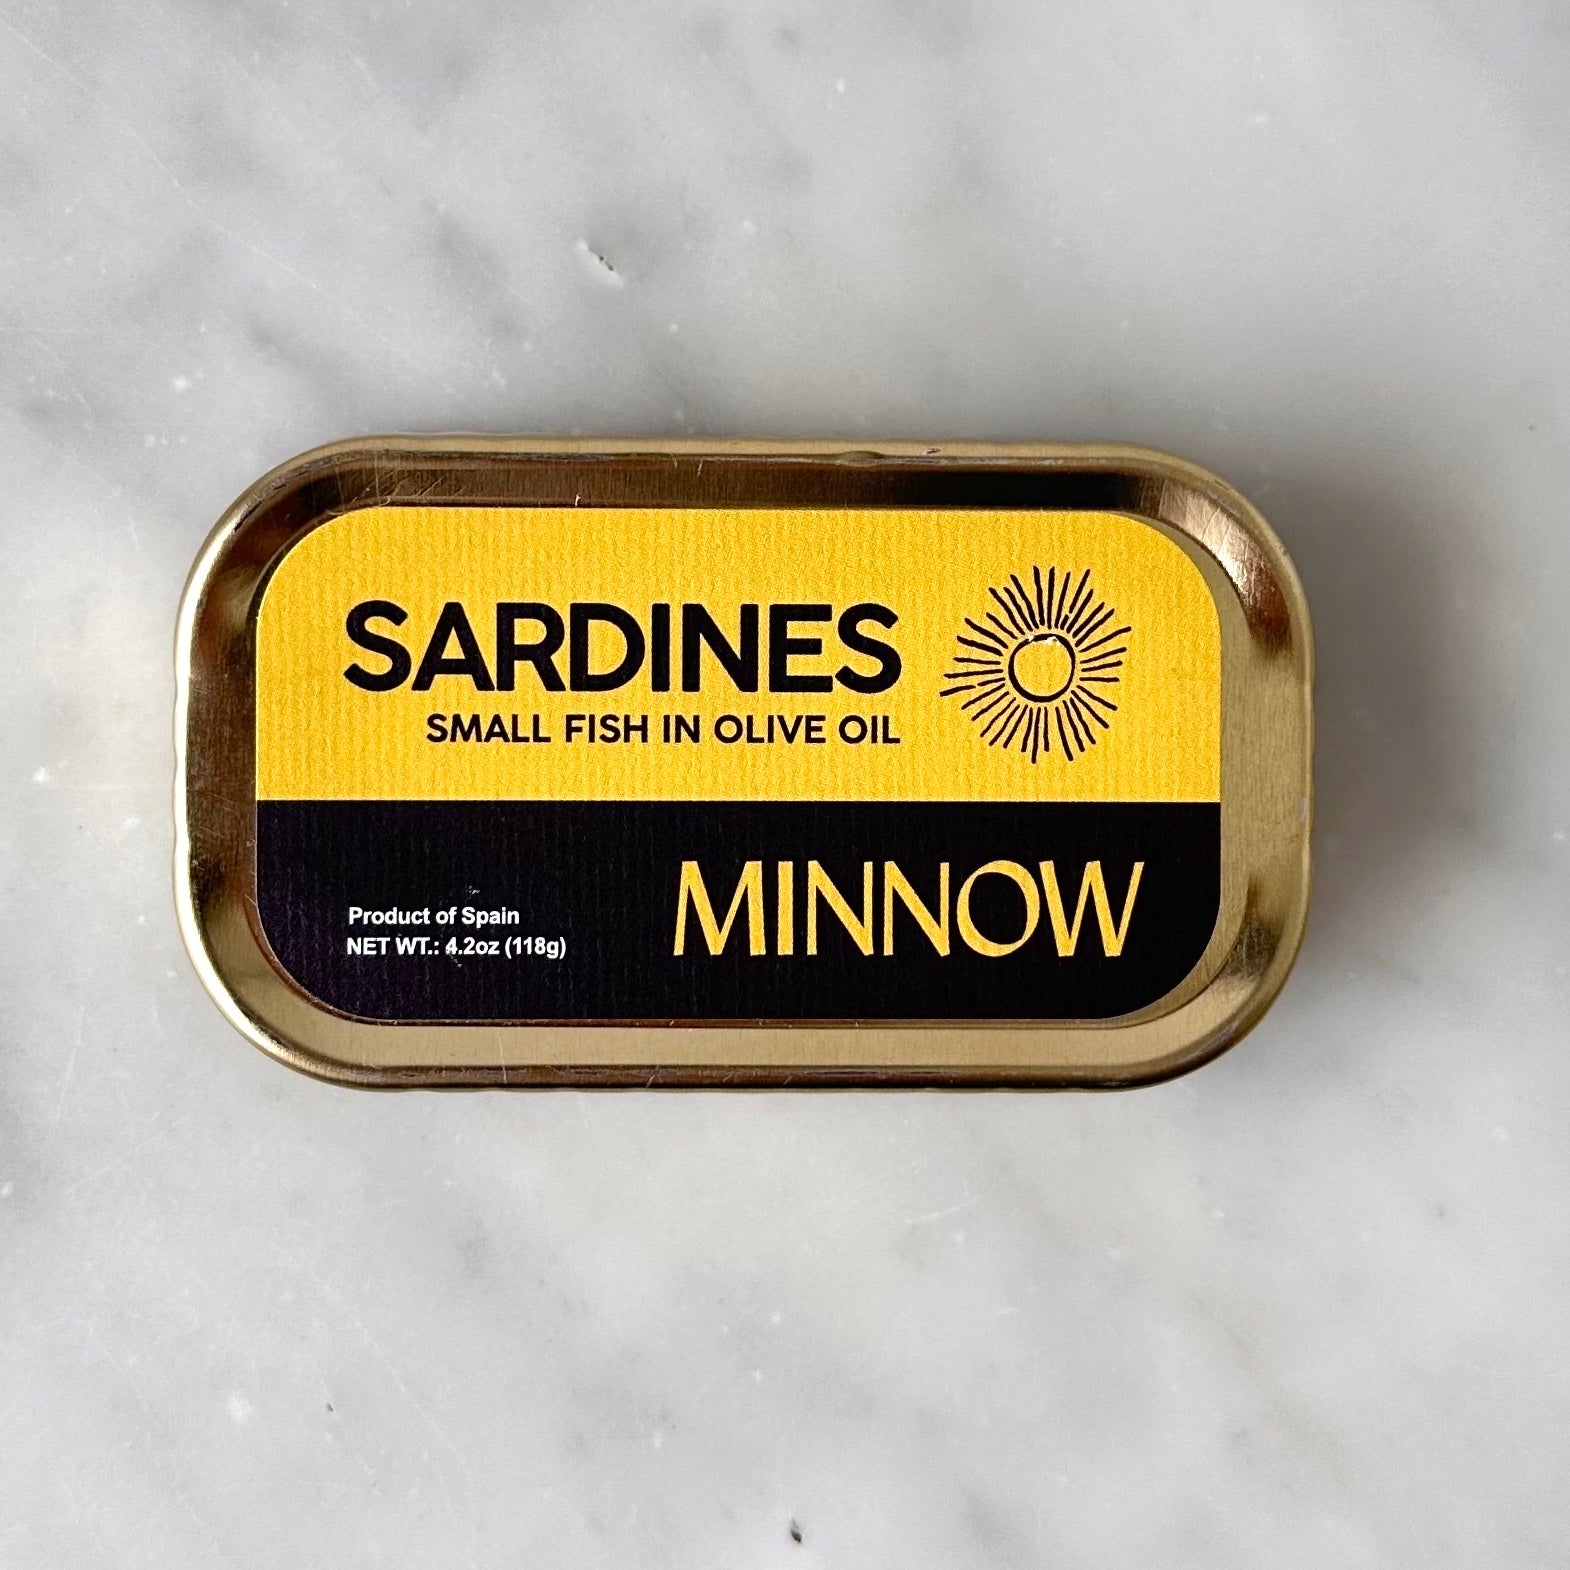 SARDINES
SMALL FISH IN OLIVE OIL
MINNOW
Product of Spain
NET WT.: 4.2oz (118g)